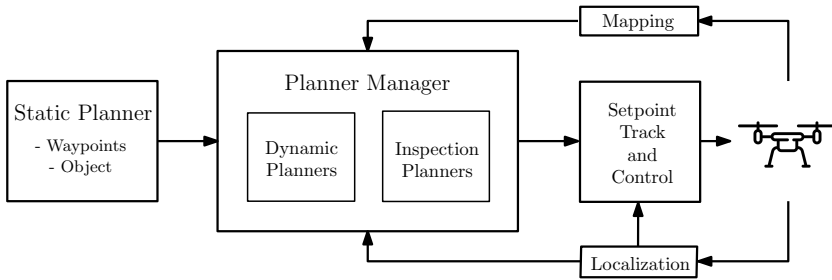 Mapping
Planner Manager
Static Planner
- Waypoints
- Object
Dynamic
Planners
Inspection
Planners
Setpoint
Track
and
Control
Localization